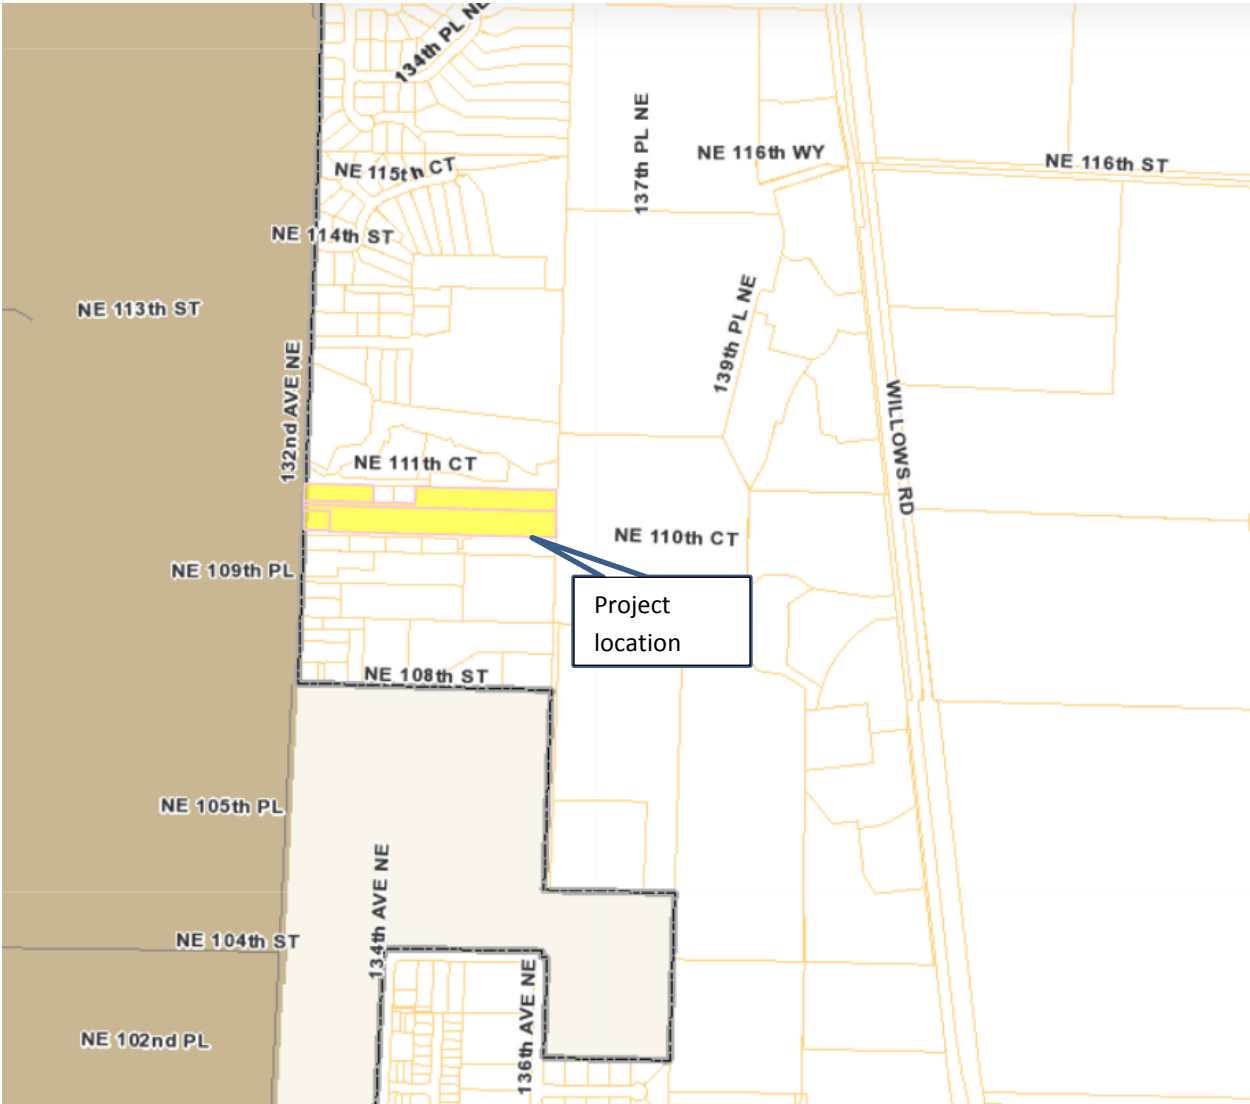 134th PL NE
137th PL NE
NE 116th WY
NE 116th ST
NE 115th CT
NE 114th ST
NE 113th ST
139th PL NE
132nd AVE NE
WILLOWS RD
NE 111th CT
NE 110th CT
NE 109th PL
Project
location
NE 108th ST
NE 105th PL
134th AVE NE
NE 104th ST
136th AVE NE
NE 102nd PL